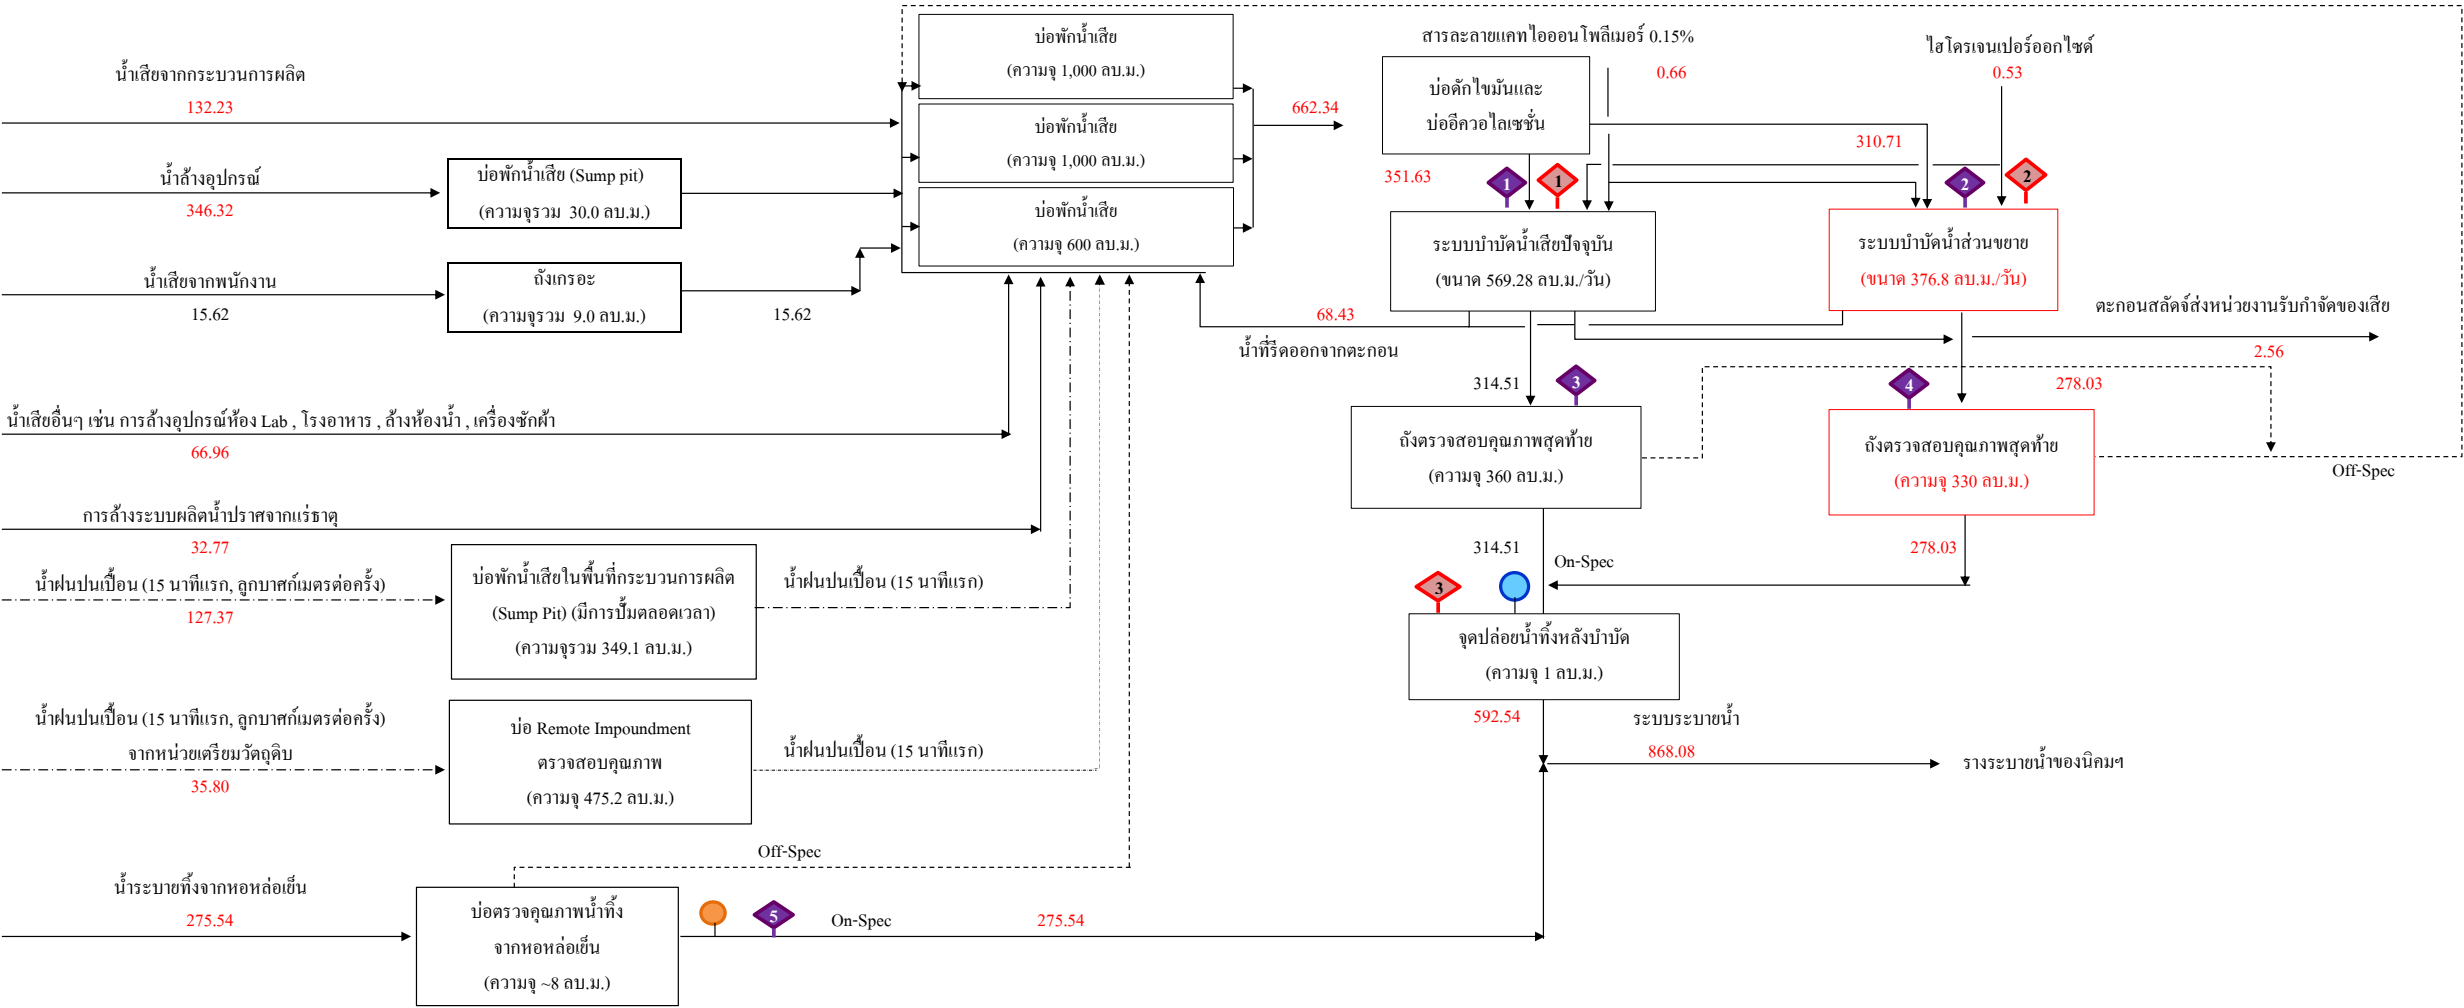 น้ำเสียจากกระบวนการผลิต
132.23
น้ำล้างอุปกรณ์
346.32
บ่อพักน้ำเสีย (Sump pit)
(ความจุรวม 30.0 ลบ.ม.)
น้ำเสียจากพนักงาน
15.62
ถังเกรอะ
(ความจุรวม 9.0 ลบ.ม.)
15.62
น้ำเสียอื่นๆ เช่น การล้างอุปกรณ์ห้อง Lab , โรงอาหาร , ล้างห้องน้ำ , เครื่องซักผ้า
66.96
การล้างระบบผลิตน้ำปราศจากแร่ธาตุ
32.77
น้ำฝนปนเปื้อน (15 นาทีแรก, ลูกบาศก์เมตรต่อครั้ง)
127.37
บ่อพักน้ำเสียในพื้นที่กระบวนการผลิต
(Sump Pit) (มีการปั๊มตลอดเวลา)
(ความจุรวม 349.1 ลบ.ม.)
น้ำฝนปนเปื้อน (15 นาทีแรก)
น้ำฝนปนเปื้อน (15 นาทีแรก, ลูกบาศก์เมตรต่อครั้ง)
จากหน่วยเตรียมวัตถุดิบ
35.80
บ่อ Remote Impoundment
ตรวจสอบคุณภาพ
(ความจุ 475.2 ลบ.ม.)
น้ำฝนปนเปื้อน (15 นาทีแรก)
Off-Spec
น้ำระบายทิ้งจากหอหล่อเย็น
275.54
บ่อตรวจคุณภาพน้ำทิ้ง
จากหอหล่อเย็น
(ความจุ ~8 ลบ.ม.)
5
On-Spec
275.54
บ่อพักน้ำเสีย
(ความจุ 1,000 ลบ.ม.)
บ่อพักน้ำเสีย
(ความจุ 1,000 ลบ.ม.)
บ่อพักน้ำเสีย
(ความจุ 600 ลบ.ม.)
662.34
สารละลายแคทไอออนโพลีเมอร์ 0.15%
0.66
ไฮโดรเจนเปอร์ออกไซด์
0.53
บ่อดักไขมันและ
บ่ออีควอไลเซชั่น
351.63
310.71
1
1
2
2
ระบบบำบัดน้ำเสียปัจจุบัน
(ขนาด 569.28 ลบ.ม./วัน)
ระบบบำบัดน้ำส่วนขยาย
(ขนาด 376.8 ลบ.ม./วัน)
68.43
น้ำที่รีดออกจากตะกอน
ตะกอนสลัดจ์ส่งหน่วยงานรับกำจัดของเสีย
2.56
314.51
3
4
278.03
ถังตรวจสอบคุณภาพสุดท้าย
(ความจุ 360 ลบ.ม.)
ถังตรวจสอบคุณภาพสุดท้าย
(ความจุ 330 ลบ.ม.)
Off-Spec
314.51
On-Spec
278.03
3
จุดปล่อยน้ำทิ้งหลังบำบัด
(ความจุ 1 ลบ.ม.)
592.54
ระบบระบายน้ำ
868.08
รางระบายน้ำของนิคมฯ